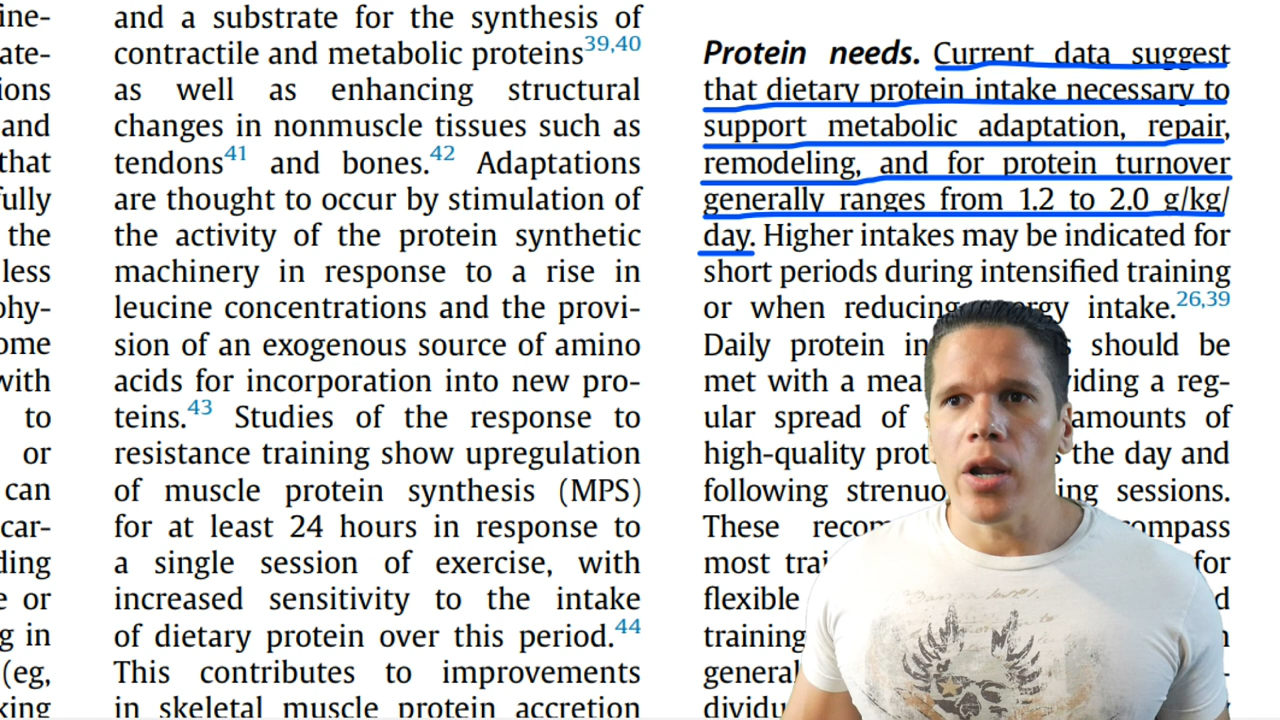 ine-
ate-
ions
and
that
fully
the
less
phy-
ome
with
to
or
can
car-
ding
e or
g in
(eg,
king
and a substrate for the synthesis of
contractile and metabolic proteins39,40
as well as enhancing structural
changes in nonmuscle tissues such as
tendons41 and bones.42 Adaptations
are thought to occur by stimulation of
the activity of the protein synthetic
machinery in response to a rise in
leucine concentrations and the provi-
sion of an exogenous source of amino
acids for incorporation into new pro-
teins.43 Studies of the response to
resistance training show upregulation
of muscle protein synthesis (MPS)
for at least 24 hours in response to
a single session of exercise, with
increased sensitivity to the intake
of dietary protein over this period.44
This contributes to improvements
in skeletal muscle protein accretion
Protein needs. Current data suggest
that dietary protein intake necessary to
support metabolic adaptation, repair,
remodeling, and for protein turnover
generally ranges from 1.2 to 2.0 g/kg/
day. Higher intakes may be indicated for
short periods during intensified training
or when reducing energy intake.26,39
Daily protein in s should be
met with a mea viding a reg-
ular spread of amounts of
high-quality prot the day and
following strenuo ing sessions.
These recom compass
most trai for
flexible d
training
general
dividu